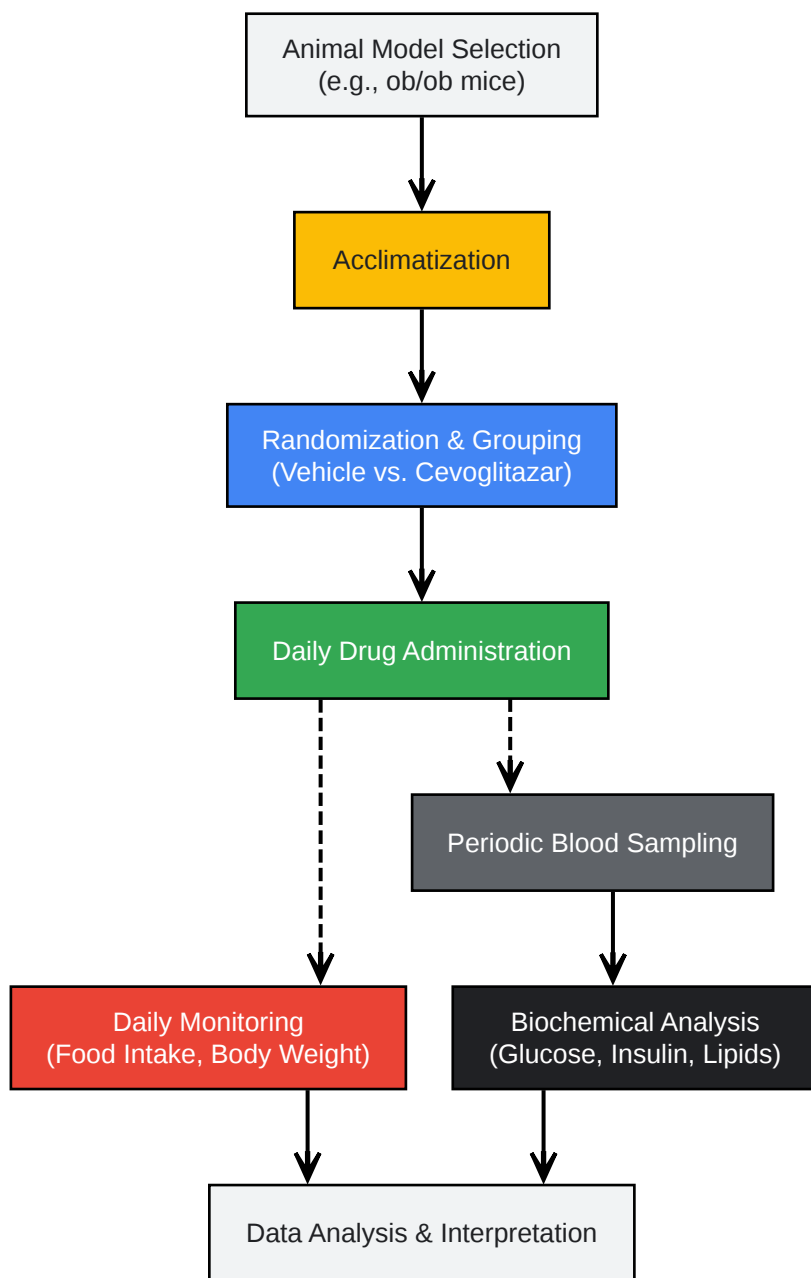 Animal Model Selection
(e.g., ob/ob mice)
Acclimatization
Randomization & Grouping
(Vehicle vs. Cevoglitazar)
Daily Drug Administration
Periodic Blood Sampling
Daily Monitoring
(Food Intake, Body Weight)
Biochemical Analysis
(Glucose, Insulin, Lipids)
Data Analysis & Interpretation